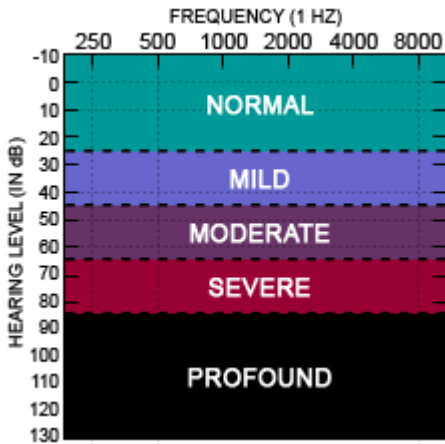 FREQUENCY (1 HZ)
250 500 1000 2000 4000 8000
-10
0
10
NORMAL
20
30
MILD
40
50
MODERATE
60
70
SEVERE
80
90
100
PROFOUND
110
120
130
HEARING LEVEL (IN dB)